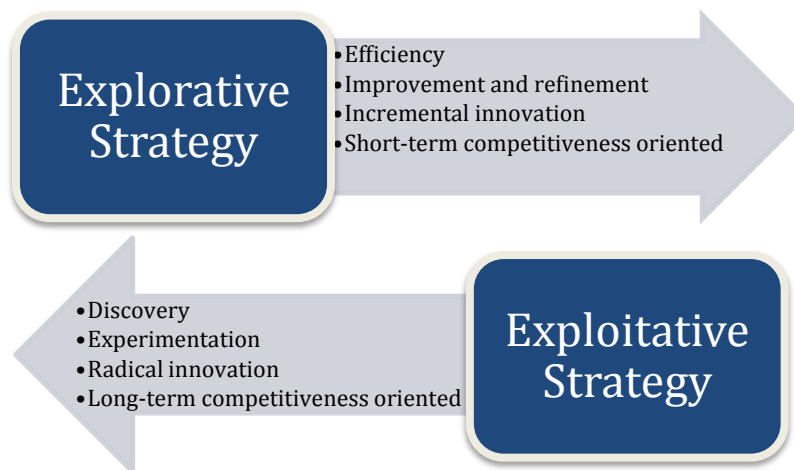 Explorative
Strategy
•Efficiency
•Improvement and refinement
•Incremental innovation
•Short-term competitiveness oriented
•Discovery
•Experimentation
•Radical innovation
•Long-term competitiveness oriented
Exploitative
Strategy